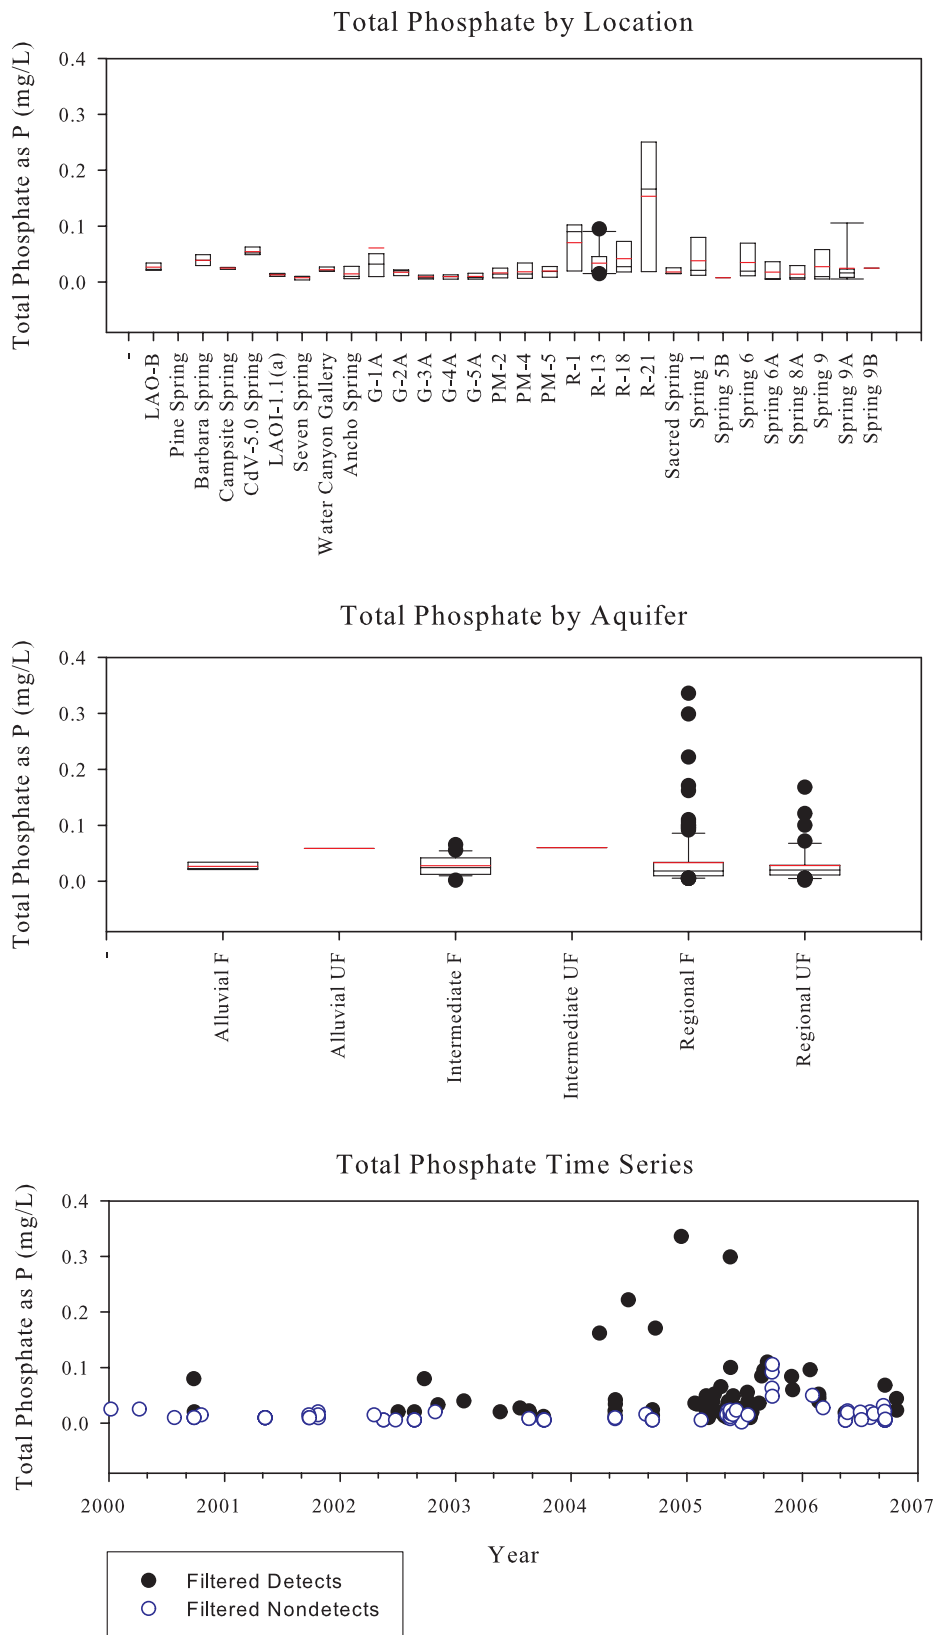 Total Phosphate by Location
Total Phosphate as P (mg/L)
0.4
0.3
0.2
0.1
0.0
-
LAO-B
Pine Spring
Barbara Spring
Campsite Spring
CdV-5.0 Spring
LAOI-1.1(a)
Seven Spring
Water Canyon Gallery
Ancho Spring
G-1A
G-2A
G-3A
G-4A
G-5A
PM-2
PM-4
PM-5
R-1
R-13
R-18
R-21
Sacred Spring
Spring 1
Spring 5B
Spring 6
Spring 6A
Spring 8A
Spring 9
Spring 9A
Spring 9B
Total Phosphate by Aquifer
Total Phosphate as P (mg/L)
0.4
0.3
0.2
0.1
0.0
-
Alluvial F
Alluvial UF
Intermediate F
Intermediate UF
Regional F
Regional UF
Total Phosphate Time Series
Total Phosphate as P (mg/L)
0.4
0.3
0.2
0.1
0.0
2000 2001 2002 2003 2004 2005 2006 2007
Year
Filtered Detects
Filtered Nondetects